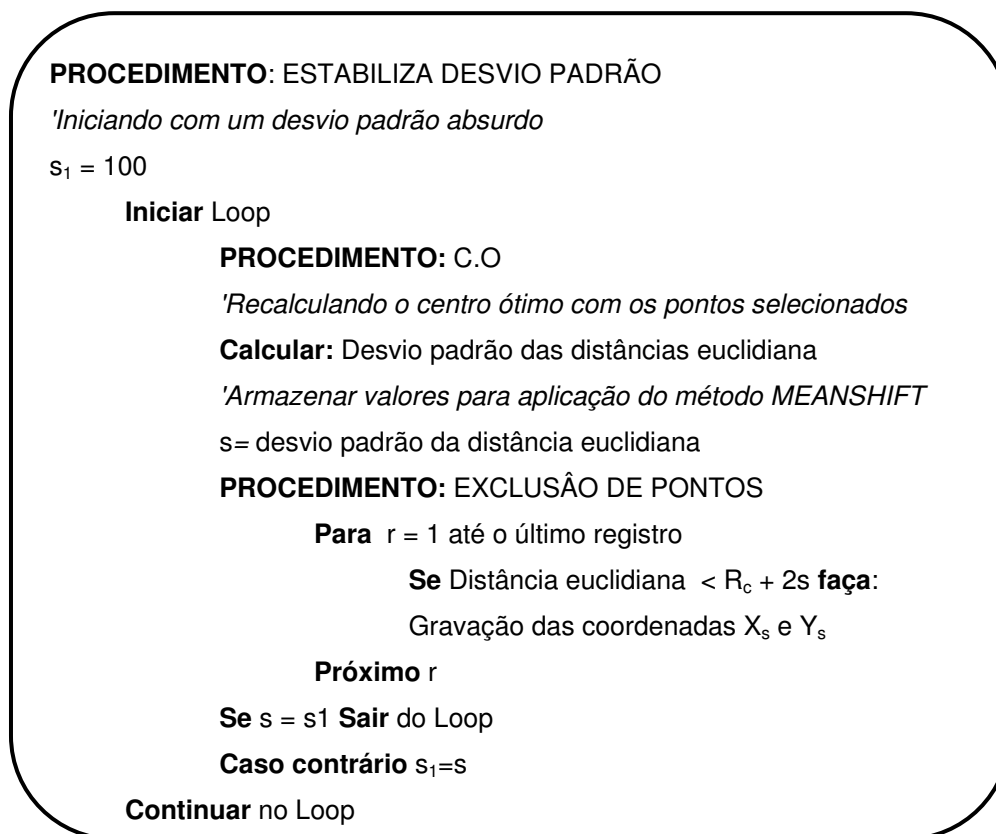 PROCEDIMENTO: ESTABILIZA DESVIO PADRÃO
'Iniciando com um desvio padrão absurdo
s₁ = 100
Iniciar Loop
PROCEDIMENTO: C.O
'Recalculando o centro ótimo com os pontos selecionados
Calcular: Desvio padrão das distâncias euclidiana
'Armazenar valores para aplicação do método MEANSHIFT
s= desvio padrão da distância euclidiana
PROCEDIMENTO: EXCLUSÂO DE PONTOS
Para r = 1 até o último registro
Se Distância euclidiana < Rc + 2s faça:
Gravação das coordenadas Xₛ e Yₛ
Próximo r
Se s = s1 Sair do Loop
Caso contrário s₁=s
Continuar no Loop